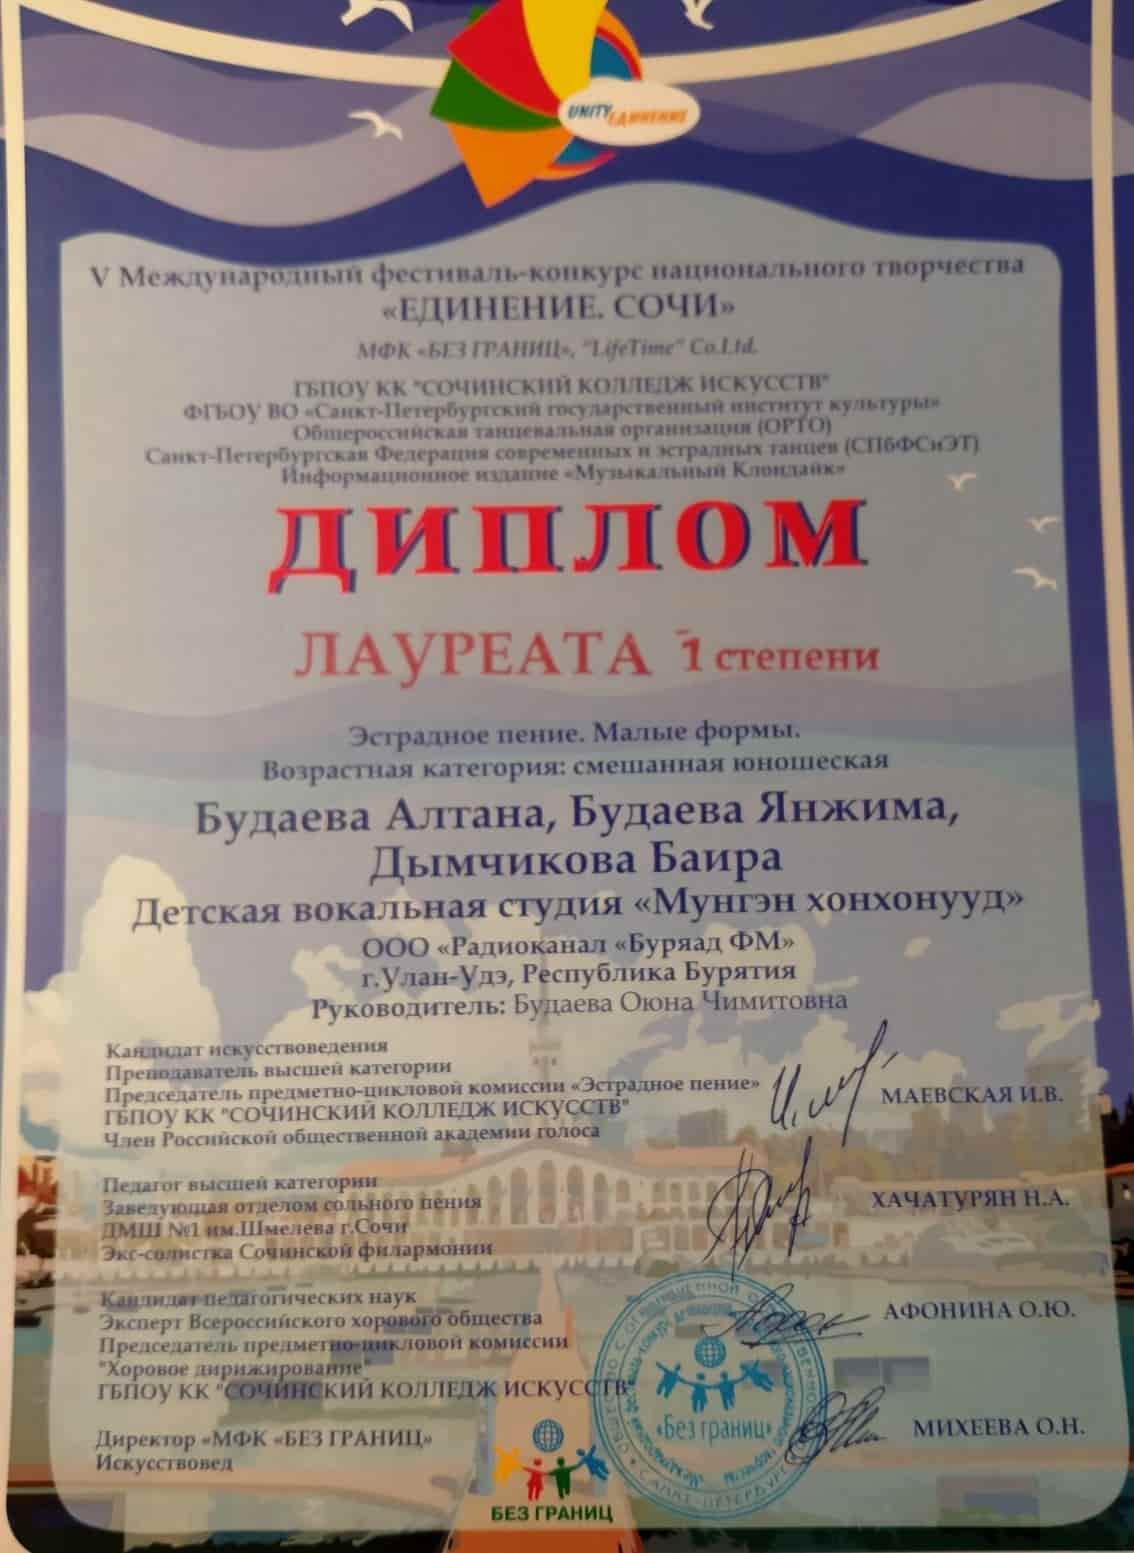 UNITY
ЕДИНЕНИЕ
V Международный фестиваль-конкурс национального творчества
«ЕДИНЕНИЕ. СОЧИ»
МФК «БЕЗ ГРАНИЦ», "LifeTime" Co.Ltd.
ГБПОУ КК "СОЧИНСКИЙ КОЛЛЕДЖ ИСКУССТВ"
ФГБОУ ВО «Санкт-Петербургский государственный институт культуры»
Общероссийская танцевальная организация (ОРТО)
Санкт-Петербургская Федерация современных и эстрадных танцев (СПбФСиЭТ)
Информационное издание «Музыкальный Клондайк»
ДИПЛОМ
ЛАУРЕАТА 1 степени
Эстрадное пение. Малые формы.
Возрастная категория: смешанная юношеская
Будаева Алтана, Будаева Янжима,
Дымчикова Баира
Детская вокальная студия «Мунгэн хонхонууд»
ООО «Радиоканал «Буряад ФМ»
г.Улан-Удэ, Республика Бурятия
Руководитель: Будаева Оюна Чимитовна
Кандидат искусствоведения
Преподаватель высшей категории
Председатель предметно-цикловой комиссии «Эстрадное пение»
ГБПОУ КК "СОЧИНСКИЙ КОЛЛЕДЖ ИСКУССТВ"
Член Российской общественной академии голоса
МАЕВСКАЯ И.В.
Педагог высшей категории
Заведующая отделом сольного пения
ДМШ №1 им.Шмелева г.Сочи
Экс-солистка Сочинской филармонии
ХАЧАТУРЯН Н.А.
Кандидат педагогических наук
Эксперт Всероссийского хорового общества
Председатель предметно-цикловой комиссии
"Хоровое дирижирование"
ГБПОУ КК "СОЧИНСКИЙ КОЛЛЕДЖ ИСКУССТВ"
АФОНИНА О.Ю.
Директор «МФК «БЕЗ ГРАНИЦ»
Искусствовед
МИХЕЕВА О.Н.
«Без границ»
БЕЗ ГРАНИЦ